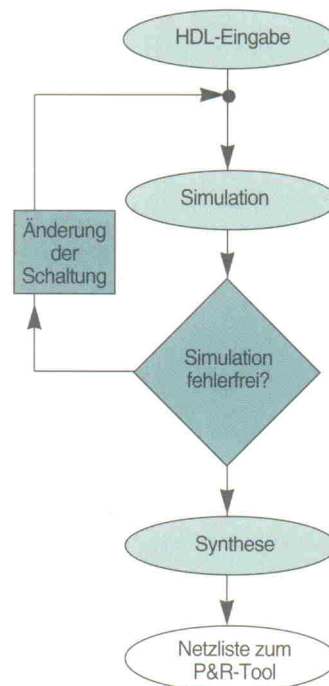 HDL-Eingabe
Simulation
Änderung
der
Schaltung
Simulation
fehlerfrei?
Synthese
Netzliste zum
P&R-Tool